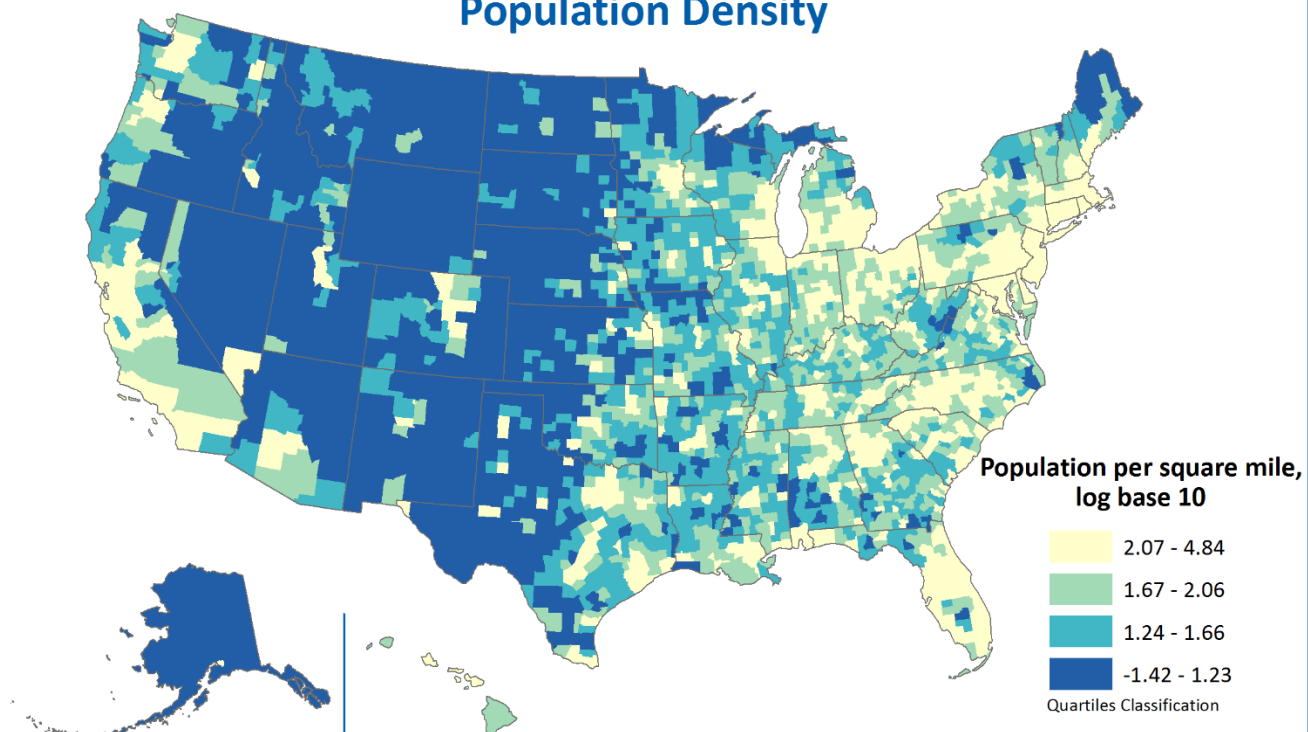 Population Density
Population per square mile,
log base 10
2.07 - 4.84
1.67 - 2.06
1.24 - 1.66
-1.42 - 1.23
Quartiles Classification